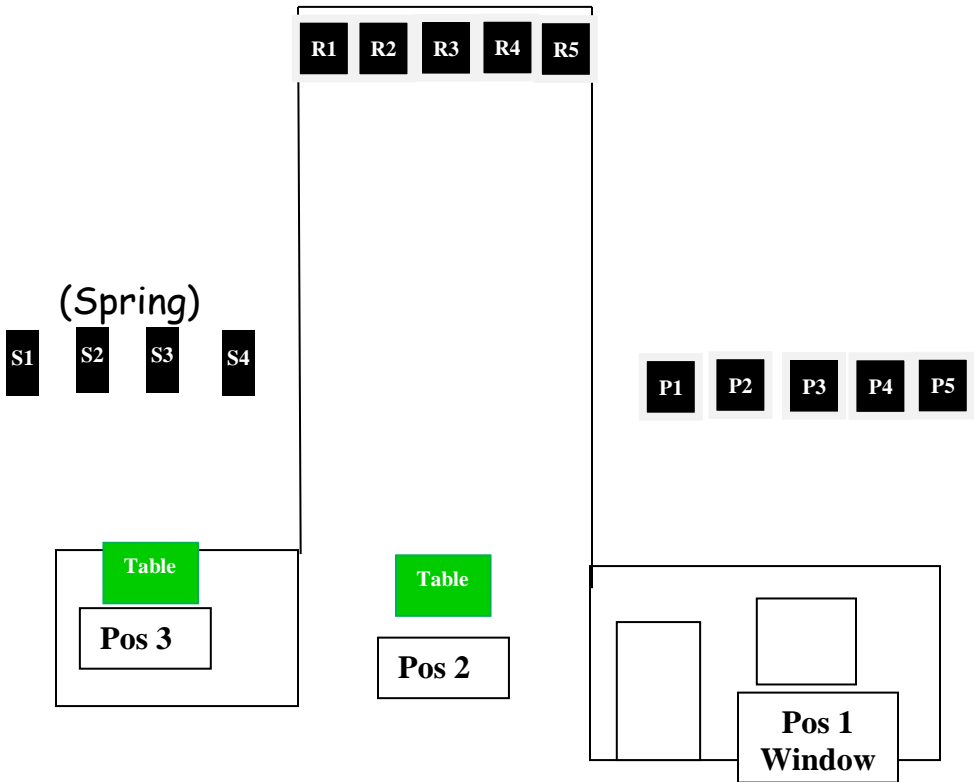 R1 R2 R3 R4 R5
(Spring)
S1 S2 S3 S4
P1 P2 P3 P4 P5
Table
Table
Pos 3
Pos 2
Pos 1
Window